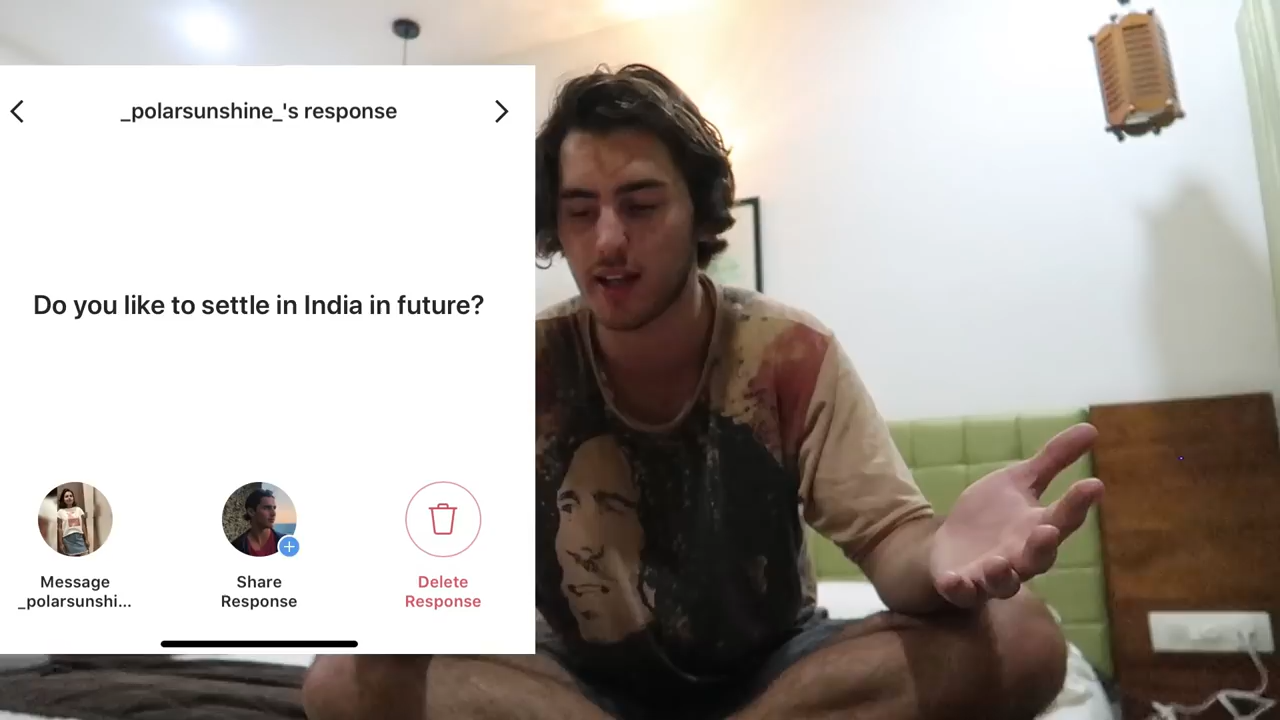 _polarsunshine_'s response
Do you like to settle in India in future?
Message
_polarsunshi...
Share
Response
Delete
Response